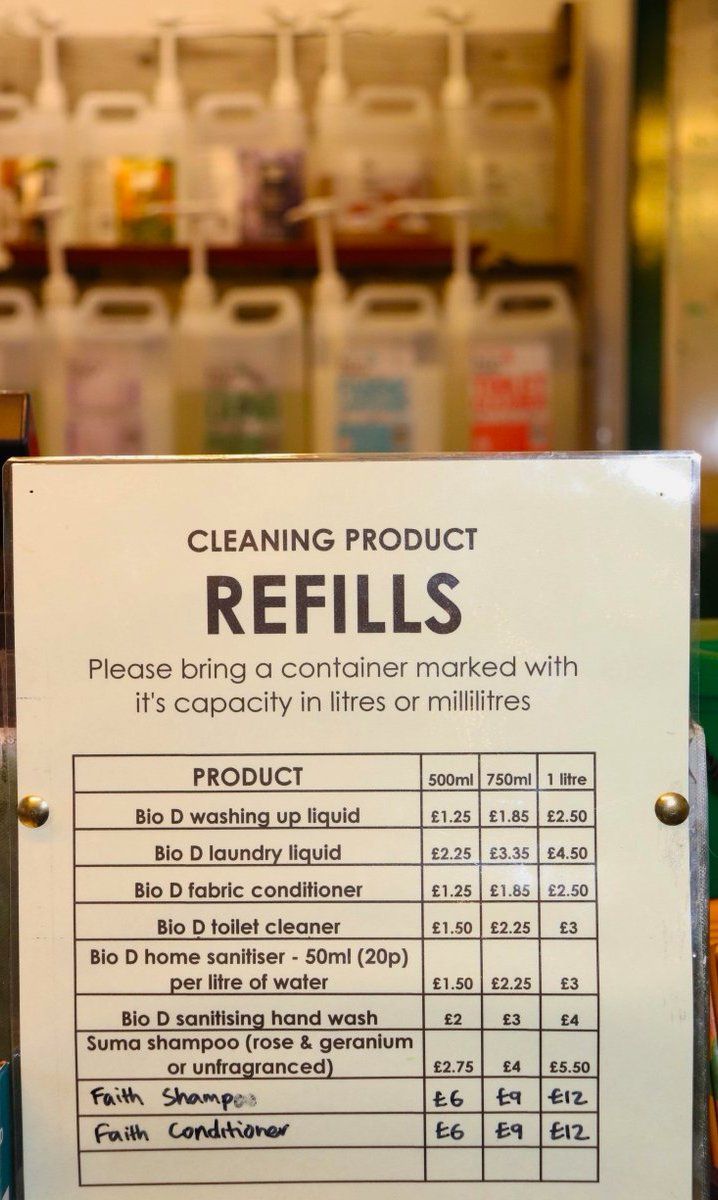 CLEANING PRODUCT
REFILLS
Please bring a container marked with
it's capacity in litres or millilitres
PRODUCT 500ml 750ml 1 litre
Bio D washing up liquid £1.25 £1.85 £2.50
Bio D laundry liquid £2.25 £3.35 £4.50
Bio D fabric conditioner £1.25 £1.85 £2.50
Bio D toilet cleaner £1.50 £2.25 £3
Bio D home sanitiser - 50ml (20p)
per litre of water £1.50 £2.25 £3
Bio D sanitising hand wash £2 £3 £4
Suma shampoo (rose & geranium
or unfragranced) £2.75 £4 £5.50
Faith Shampoo £6 £9 £12
Faith Conditioner £6 £9 £12